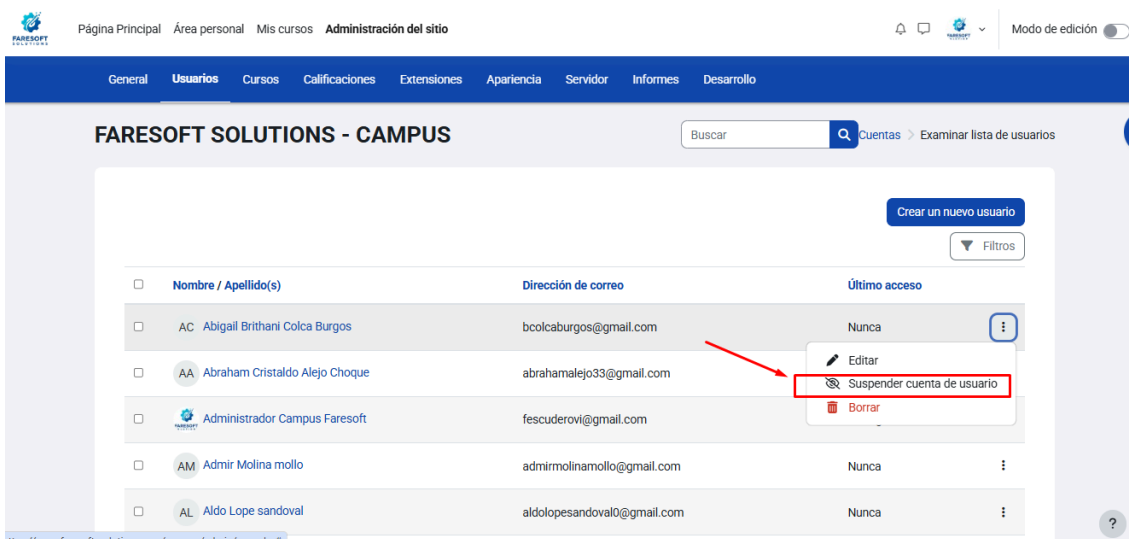 FARESOFT
SOLUTIONS
Página Principal Área personal Mis cursos Administración del sitio
Modo de edición
General Usuarios Cursos Calificaciones Extensiones Apariencia Servidor Informes Desarrollo
FARESOFT SOLUTIONS - CAMPUS
Buscar
Cuentas > Examinar lista de usuarios
Crear un nuevo usuario
Filtros
Nombre / Apellido(s) Dirección de correo Último acceso
AC Abigail Brithani Colca Burgos bcolcaburgos@gmail.com Nunca
Editar
AA Abraham Cristaldo Alejo Choque abrahamalejo33@gmail.com
Suspender cuenta de usuario
Borrar
Administrador Campus Faresoft fescuderovi@gmail.com
AM Admir Molina mollo admirmolinamollo@gmail.com Nunca
AL Aldo Lope sandoval aldolopesandoval0@gmail.com Nunca
?